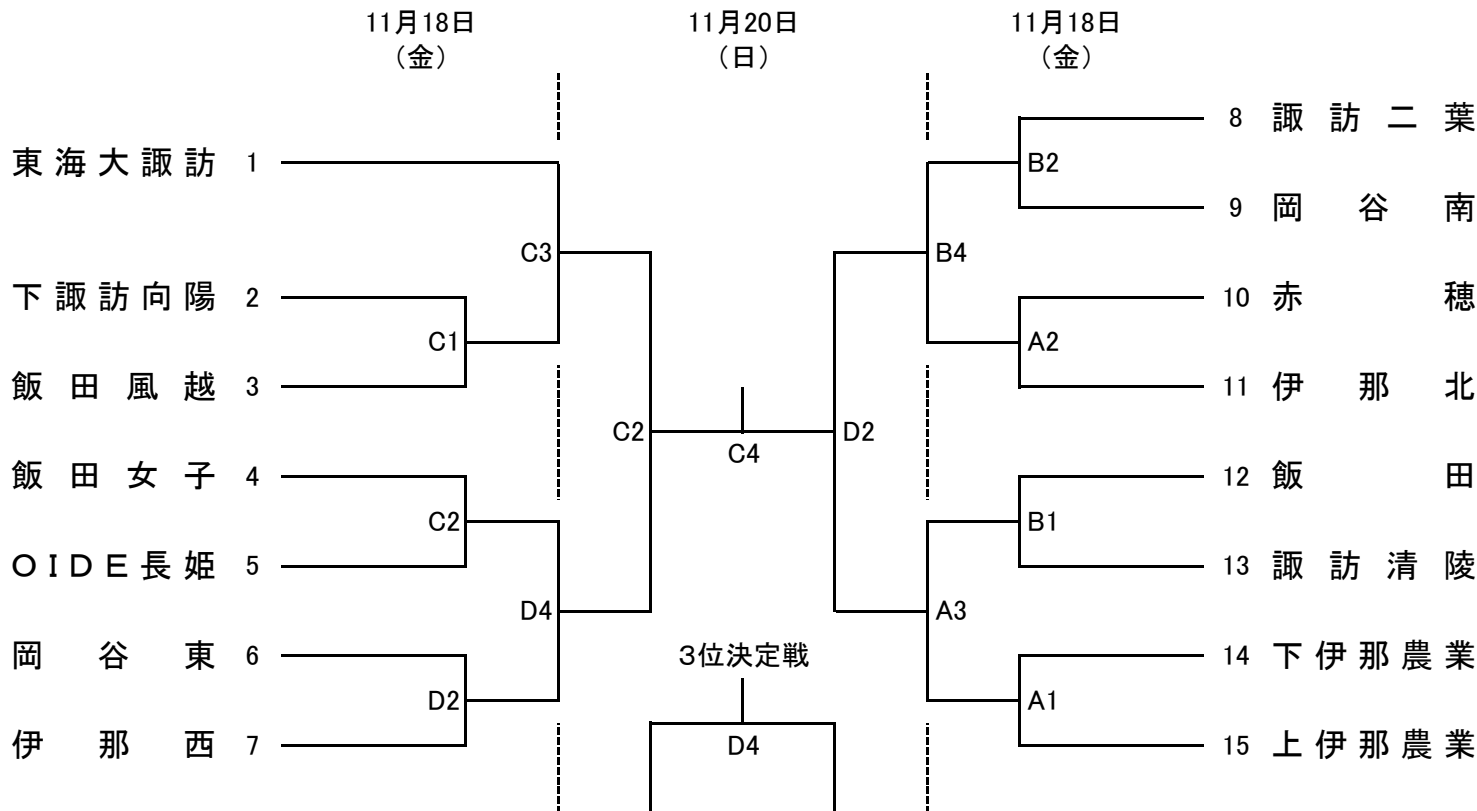 11月18日 11月20日 11月18日
（金） （日） （金）
8 諏訪二葉
東海大諏訪 1
B2
9 岡谷南
C3
B4
下諏訪向陽 2
10 赤穂
C1
A2
飯田風越 3
11 伊那北
C2
D2
C4
飯田女子 4
12 飯田
C2
B1
OIDE長姫 5
13 諏訪清陵
D4
A3
岡谷東 6
3位決定戦
14 下伊那農業
D2
A1
伊那西 7
D4
15 上伊那農業